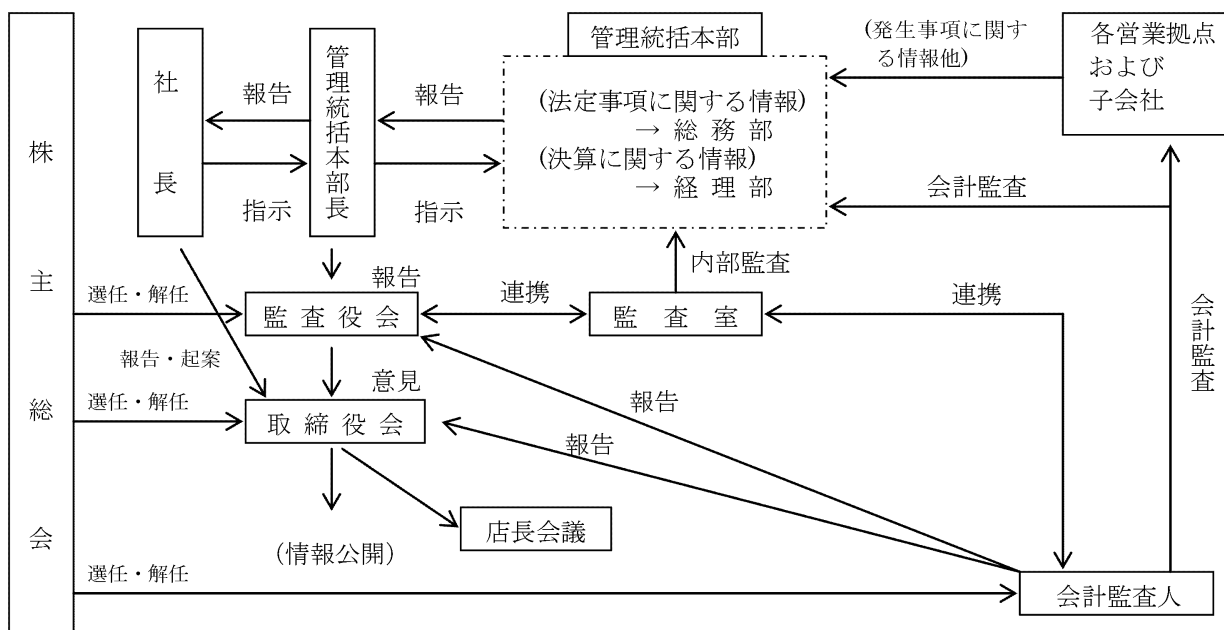 株主総会
社長
管理統括本部長
管理統括本部
(発生事項に関す
る情報他)
各営業拠点
および
子会社
報告
報告
(法定事項に関する情報)
→ 総務部
(決算に関する情報)
→ 経理部
指示
指示
会計監査
内部監査
報告
選任・解任
監査役会
連携
監査室
連携
会計監査
報告・起案
意見
選任・解任
取締役会
報告
報告
店長会議
(情報公開)
選任・解任
会計監査人